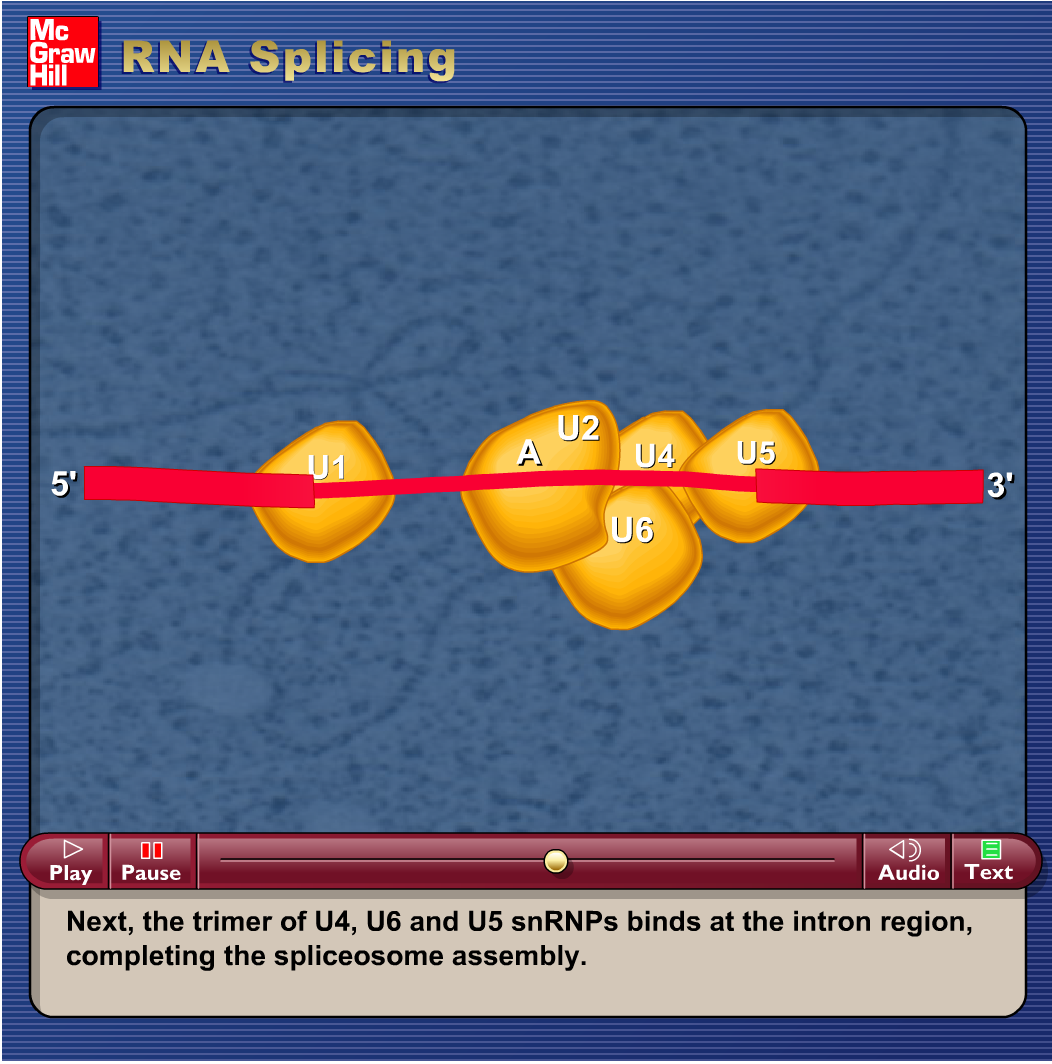 Mc
Graw
Hill
RNA Splicing
5'
U1
A
U2
U4
U5
U6
3'
Play
Pause
Audio
Text
Next, the trimer of U4, U6 and U5 snRNPs binds at the intron region,
completing the spliceosome assembly.